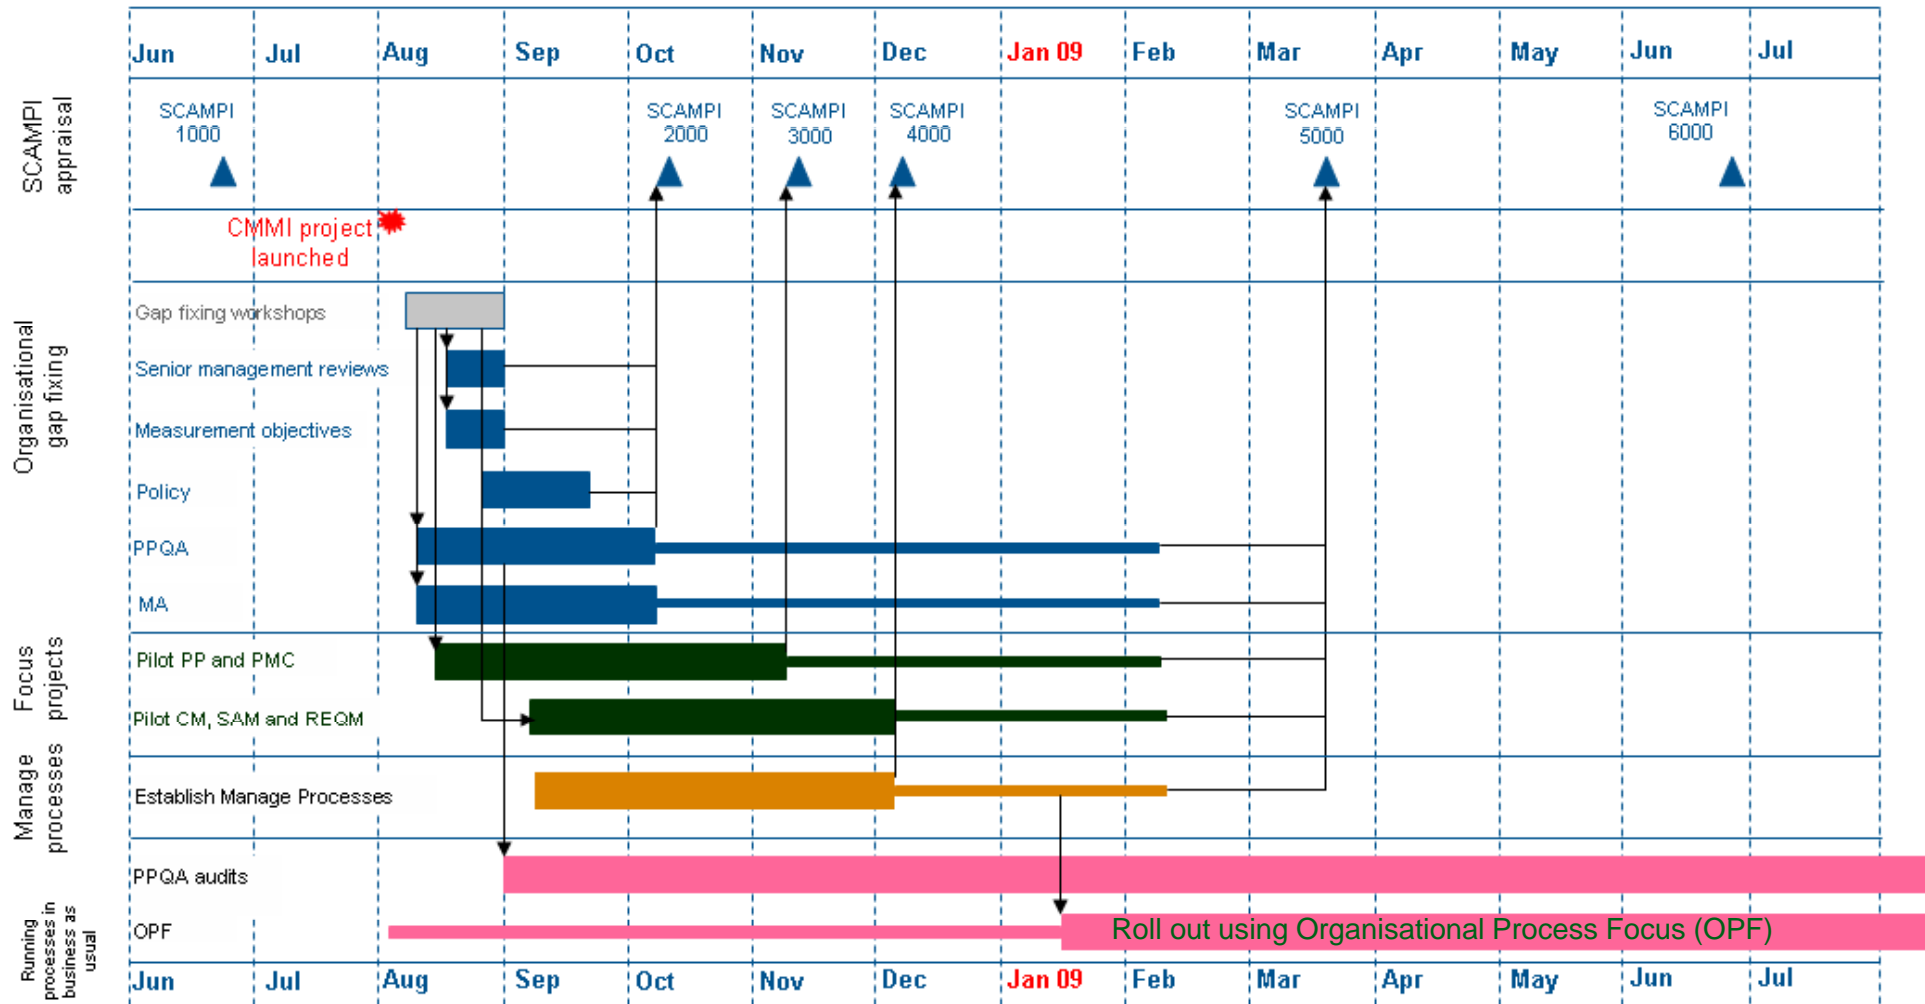 Jun Jul Aug Sep Oct Nov Dec Jan 09 Feb Mar Apr May Jun Jul
SCAMPI
appraisal
SCAMPI
1000
SCAMPI
2000
SCAMPI
3000
SCAMPI
4000
SCAMPI
5000
SCAMPI
6000
CMMI project
launched
Organisational
gap fixing
Gap fixing workshops
Senior management reviews
Measurement objectives
Policy
PPQA
MA
Focus
projects
Pilot PP and PMC
Pilot CM, SAM and REQM
Manage
processes
Establish Manage Processes
Running
processes in
business as
usual
PPQA audits
OPF
Roll out using Organisational Process Focus (OPF)
Jun Jul Aug Sep Oct Nov Dec Jan 09 Feb Mar Apr May Jun Jul